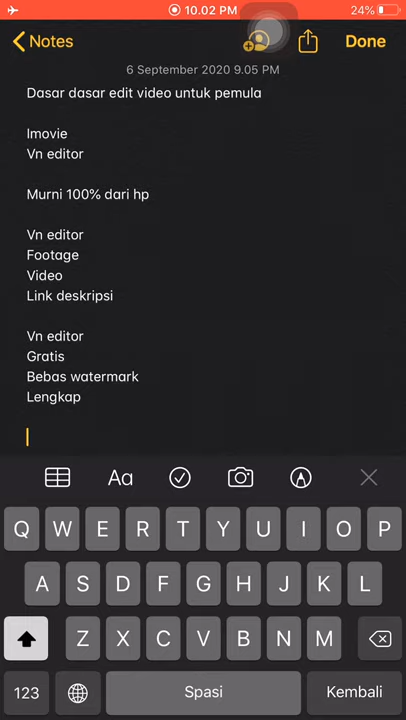 10.02 PM
24%
Notes
Done
6 September 2020 9.05 PM
Dasar dasar edit video untuk pemula
Imovie
Vn editor
Murni 100% dari hp
Vn editor
Footage
Video
Link deskripsi
Vn editor
Gratis
Bebas watermark
Lengkap
Aa
Q W E R T Y U I O P
A S D F G H J K L
Z X C V B N M
123 Spasi Kembali